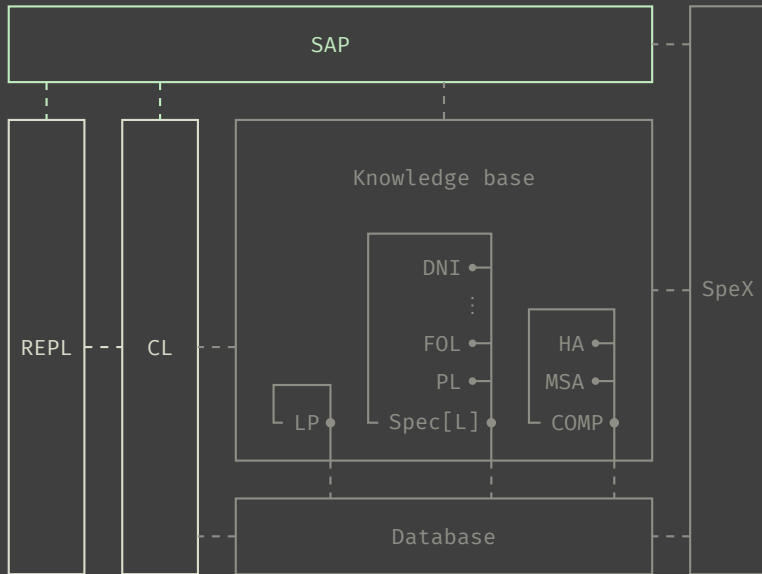 SAP
Knowledge base
DNI
⋮
FOL
HA
REPL
CL
SpeX
PL
MSA
LP
Spec[L]
COMP
Database